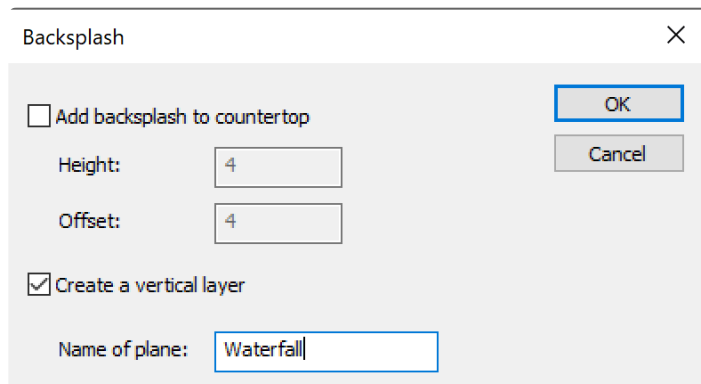 Backsplash
Add backsplash to countertop
OK
Height: 4
Cancel
Offset: 4
Create a vertical layer
Name of plane: Waterfall